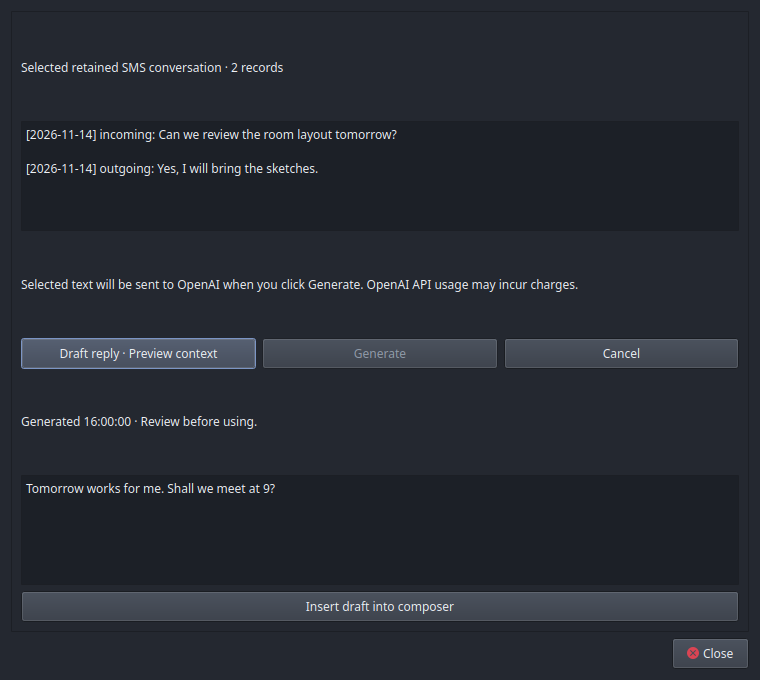 Selected retained SMS conversation · 2 records
[2026-11-14] incoming: Can we review the room layout tomorrow?
[2026-11-14] outgoing: Yes, I will bring the sketches.
Selected text will be sent to OpenAI when you click Generate. OpenAI API usage may incur charges.
Draft reply · Preview context
Generate
Cancel
Generated 16:00:00 · Review before using.
Tomorrow works for me. Shall we meet at 9?
Insert draft into composer
Close